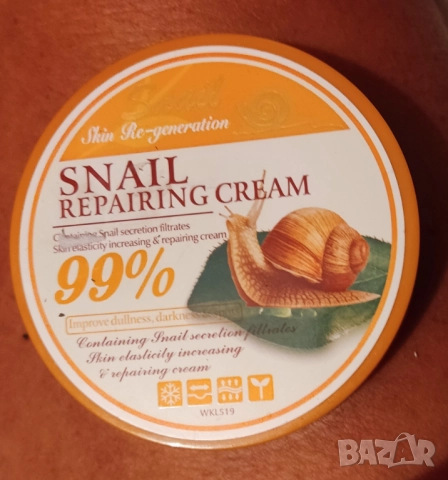 Skin Re-generation
SNAIL
REPAIRING CREAM
Containing Snail secretion filtrates
Skin elasticity increasing & repairing cream
99%
Improve dullness, darkness
Containing Snail secretion filtrates
Skin elasticity increasing
& repairing cream
WKL519
BAZAR